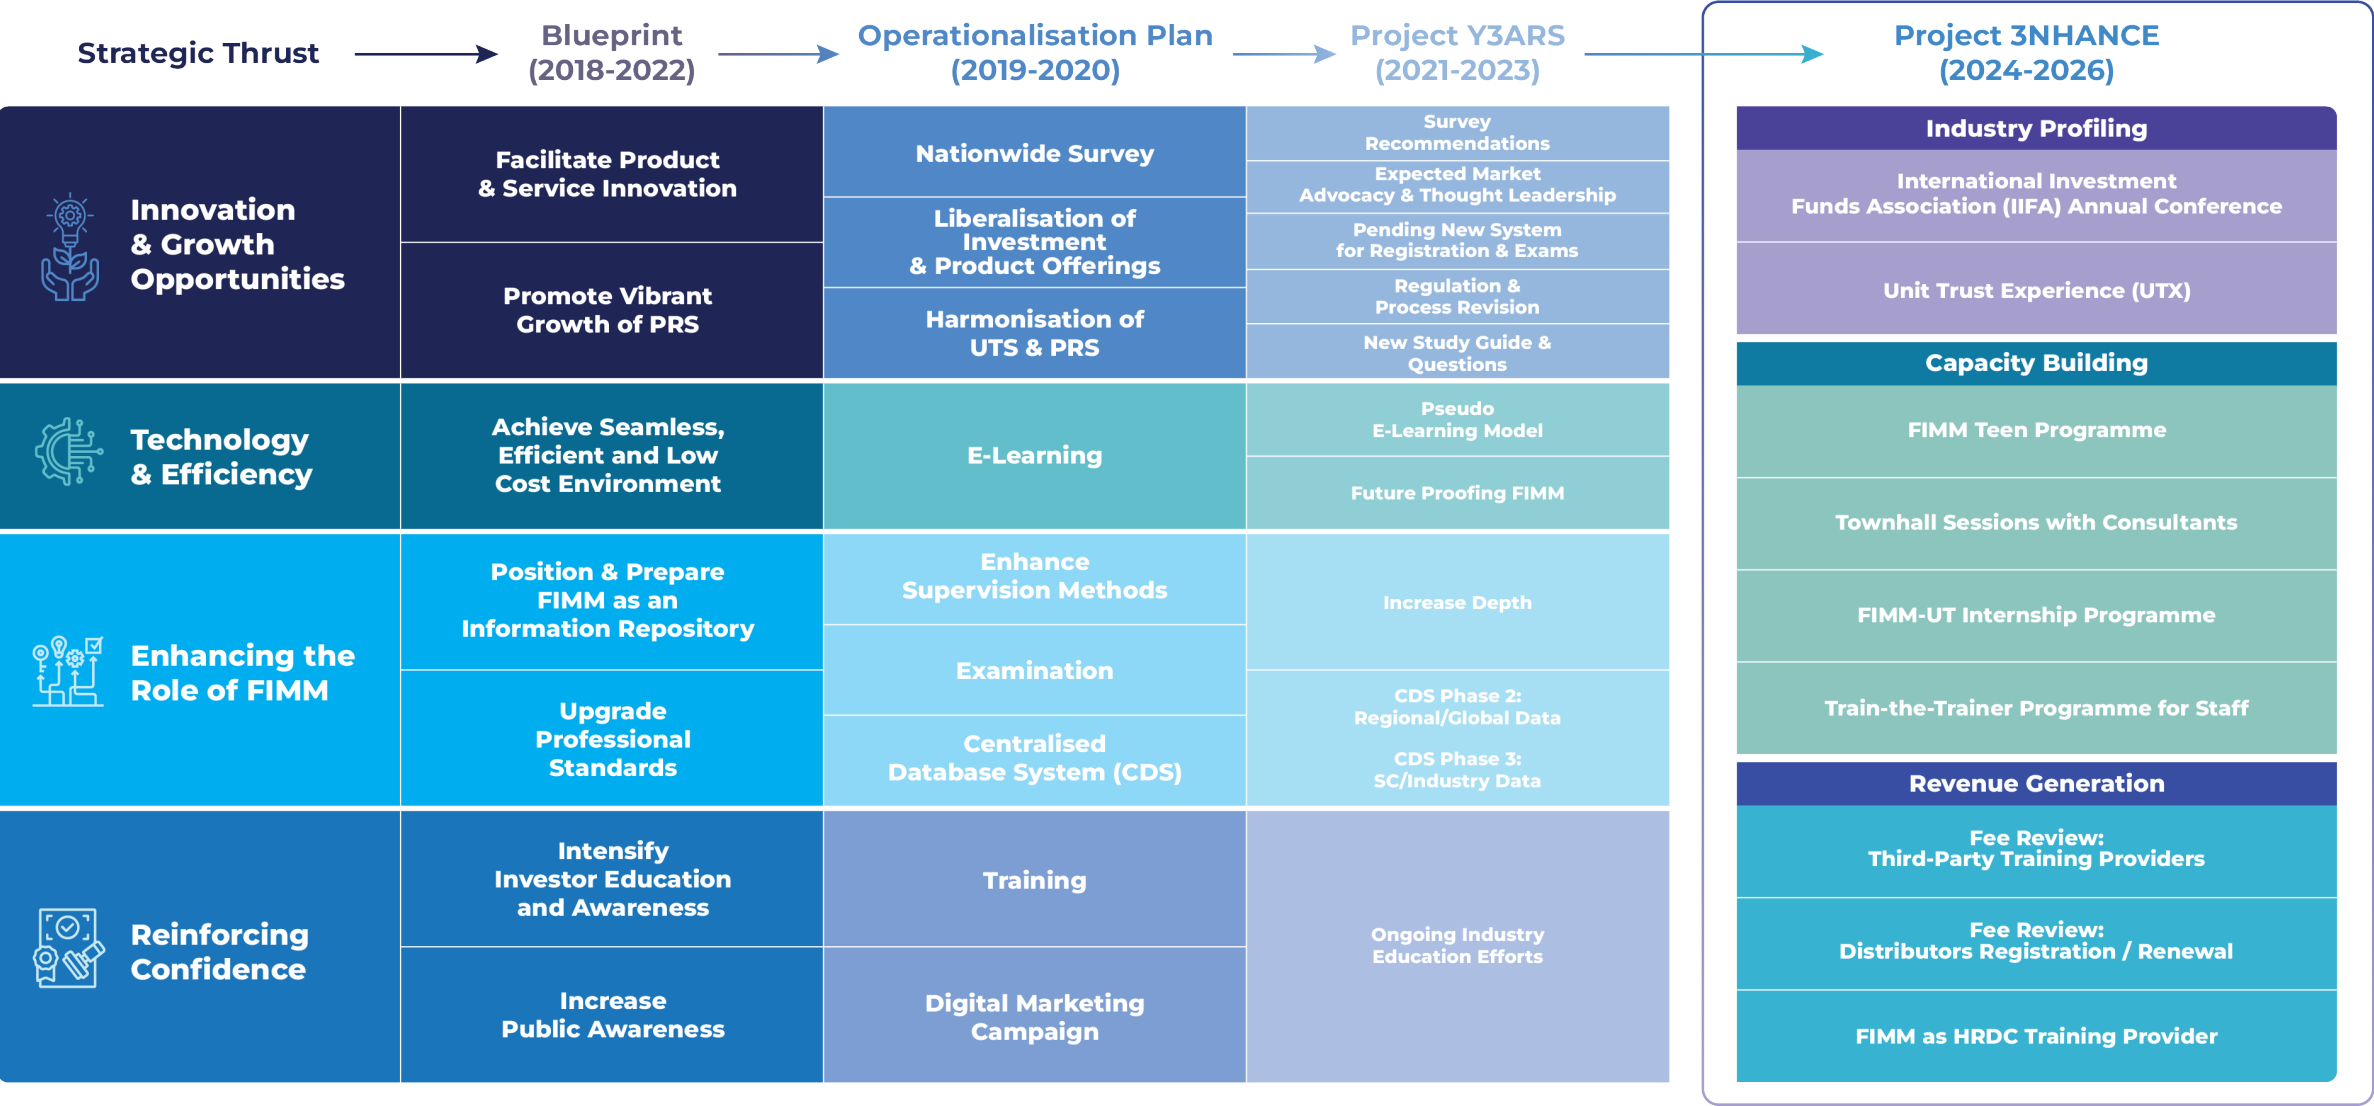 Strategic Thrust
Blueprint
(2018-2022)
Operationalisation Plan
(2019-2020)
Project Y3ARS
(2021-2023)
Project 3NHANCE
(2024-2026)
Innovation
& Growth
Opportunities
Facilitate Product
& Service Innovation
Promote Vibrant
Growth of PRS
Nationwide Survey
Liberalisation of
Investment
& Product Offerings
Harmonisation of
UTS & PRS
Survey
Recommendations
Expected Market
Advocacy & Thought Leadership
Pending New System
for Registration & Exams
Regulation &
Process Revision
New Study Guide &
Questions
Technology
& Efficiency
Achieve Seamless,
Efficient and Low
Cost Environment
E-Learning
Pseudo
E-Learning Model
Future Proofing FIMM
Enhancing the
Role of FIMM
Position & Prepare
FIMM as an
Information Repository
Upgrade
Professional
Standards
Enhance
Supervision Methods
Examination
Centralised
Database System (CDS)
Increase Depth
CDS Phase 2:
Regional/Global Data
CDS Phase 3:
SC/Industry Data
Reinforcing
Confidence
Intensify
Investor Education
and Awareness
Increase
Public Awareness
Training
Digital Marketing
Campaign
Ongoing Industry
Education Efforts
Industry Profiling
International Investment
Funds Association (IIFA) Annual Conference
Unit Trust Experience (UTX)
Capacity Building
FIMM Teen Programme
Townhall Sessions with Consultants
FIMM-UT Internship Programme
Train-the-Trainer Programme for Staff
Revenue Generation
Fee Review:
Third-Party Training Providers
Fee Review:
Distributors Registration / Renewal
FIMM as HRDC Training Provider